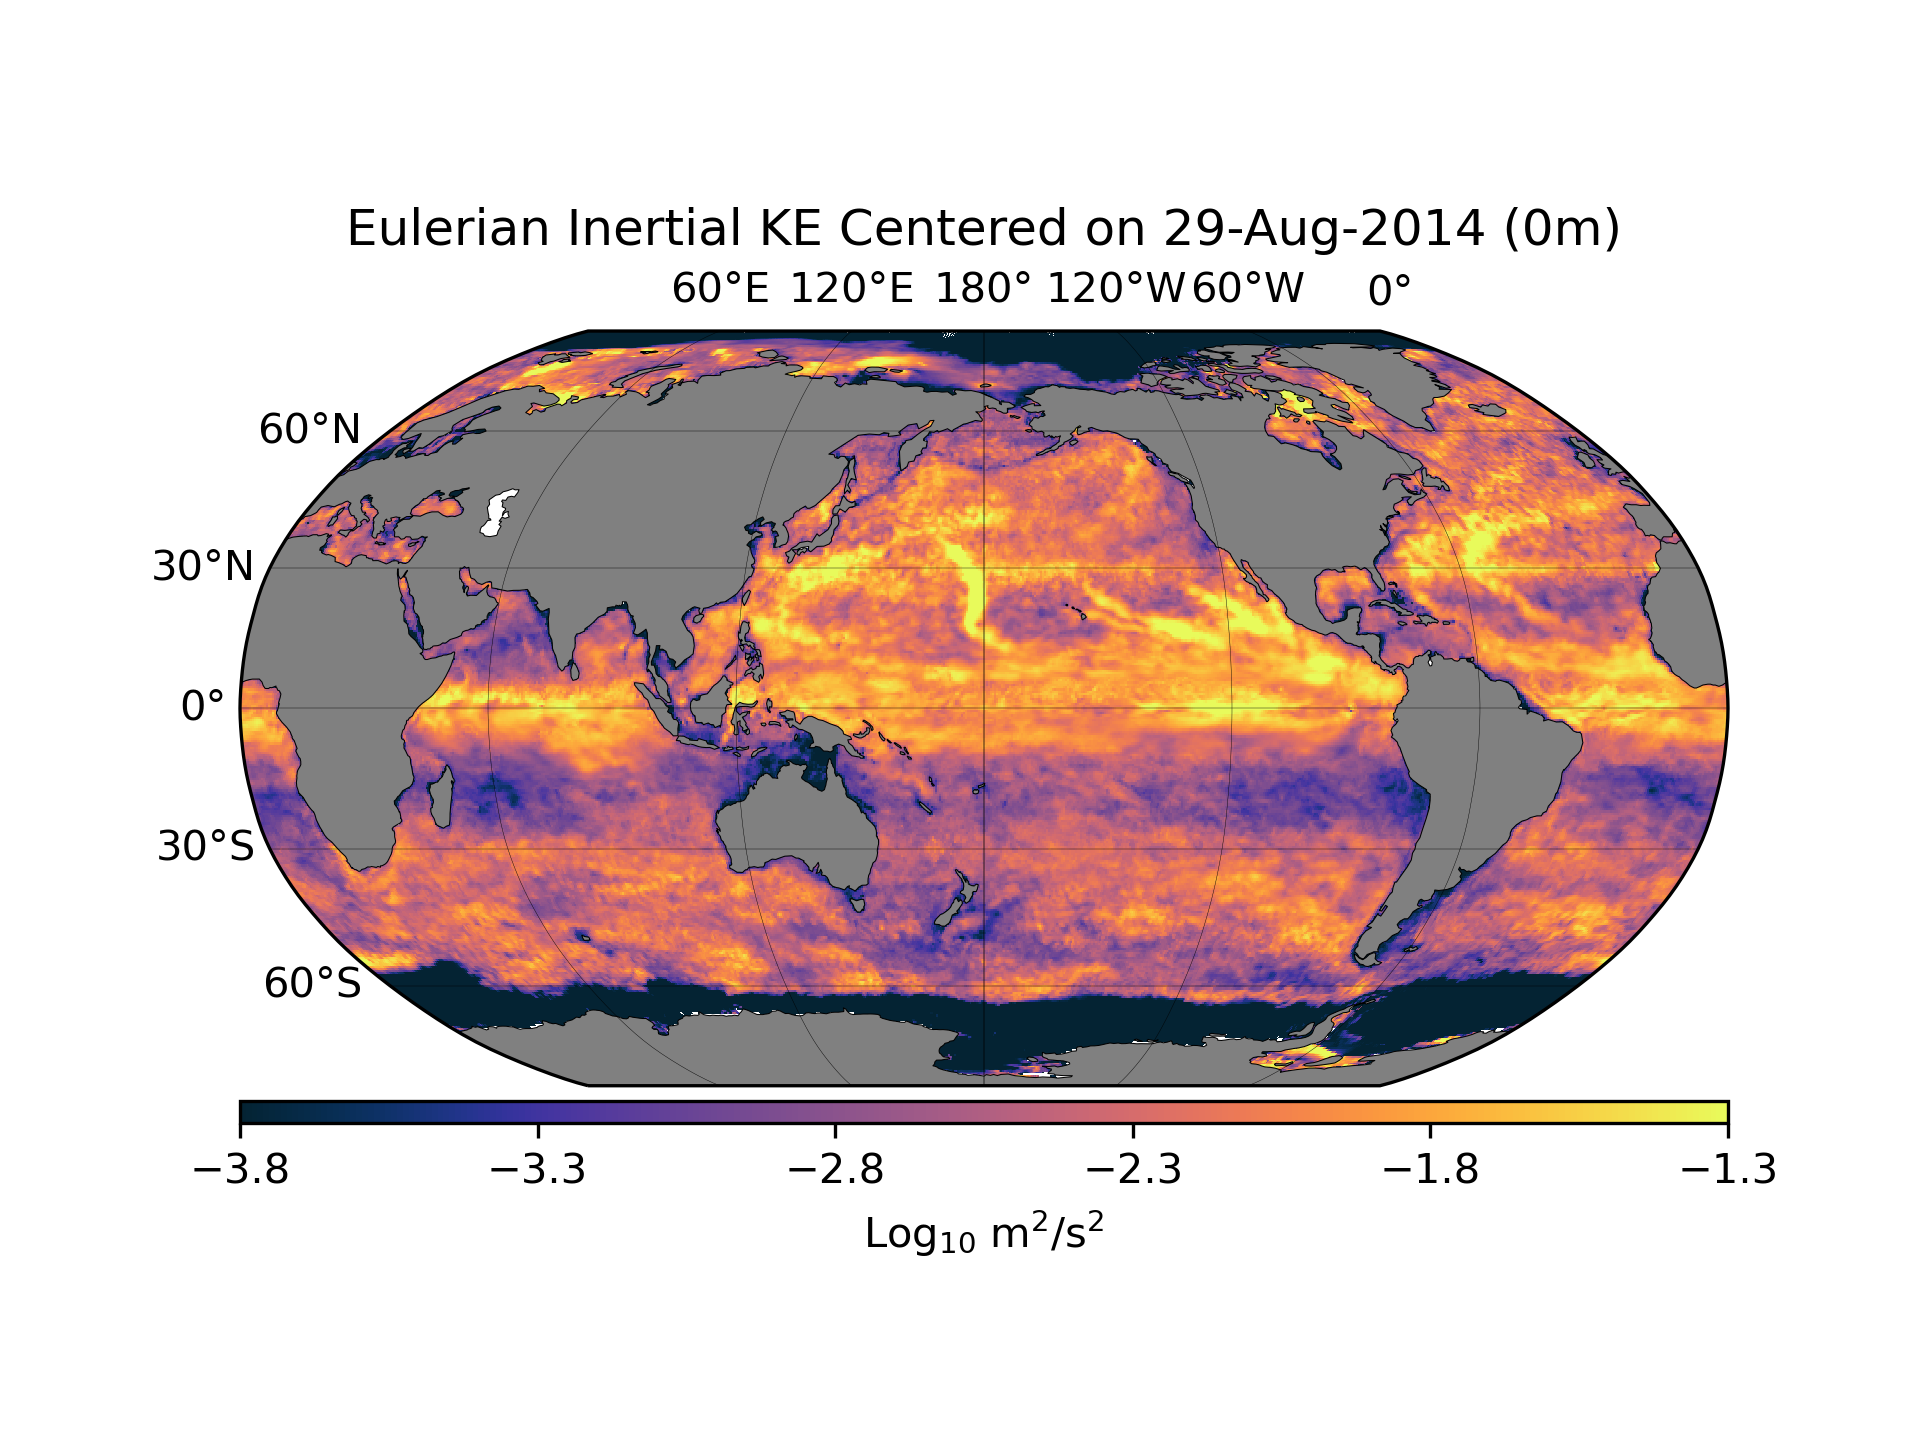 Eulerian Inertial KE Centered on 29-Aug-2014 (0m)
60°E 120°E 180° 120°W 60°W 0°
60°N
30°N
0°
30°S
60°S
−3.8 −3.3 −2.8 −2.3 −1.8 −1.3
Log₁₀ m²/s²